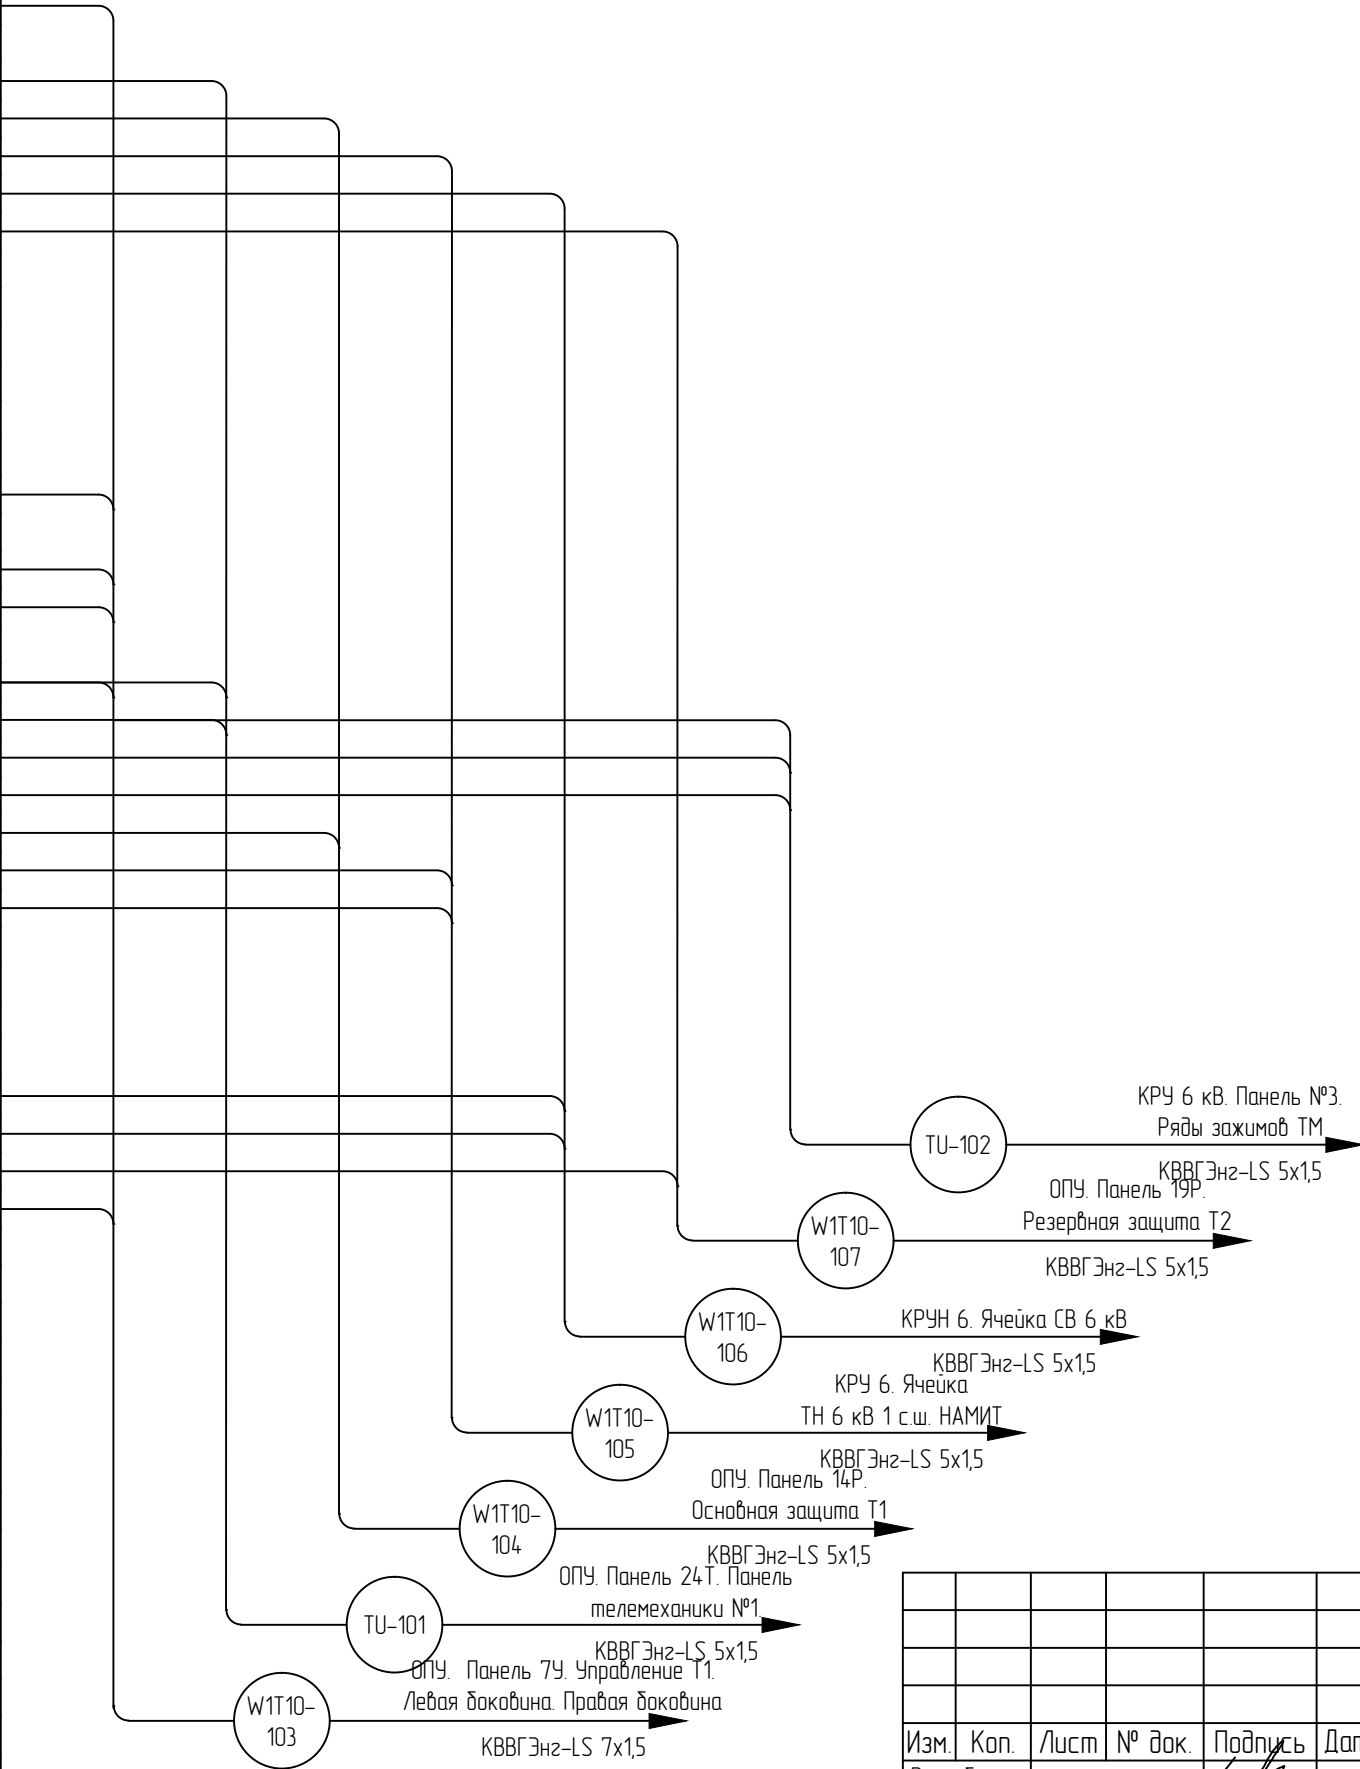 КРУ 6 кВ. Панель №3.
Ряды зажимов ТМ
TU-102
КВВГЭнг-LS 5х1,5
ОПУ. Панель 19Р.
Резервная защита Т2
W1T10-
107
КВВГЭнг-LS 5х1,5
КРУН 6. Ячейка СВ 6 кВ
W1T10-
106
КВВГЭнг-LS 5х1,5
КРУ 6. Ячейка
ТН 6 кВ 1 с.ш. НАМИТ
W1T10-
105
КВВГЭнг-LS 5х1,5
ОПУ. Панель 14Р.
Основная защита Т1
W1T10-
104
КВВГЭнг-LS 5х1,5
ОПУ. Панель 24Т. Панель
телемеханики №1.
TU-101
КВВГЭнг-LS 5х1,5
ОПУ. Панель 7У. Управление Т1.
Левая боковина. Правая боковина
W1T10-
103
КВВГЭнг-LS 7х1,5
Изм. Кол. Лист № док. Подпись